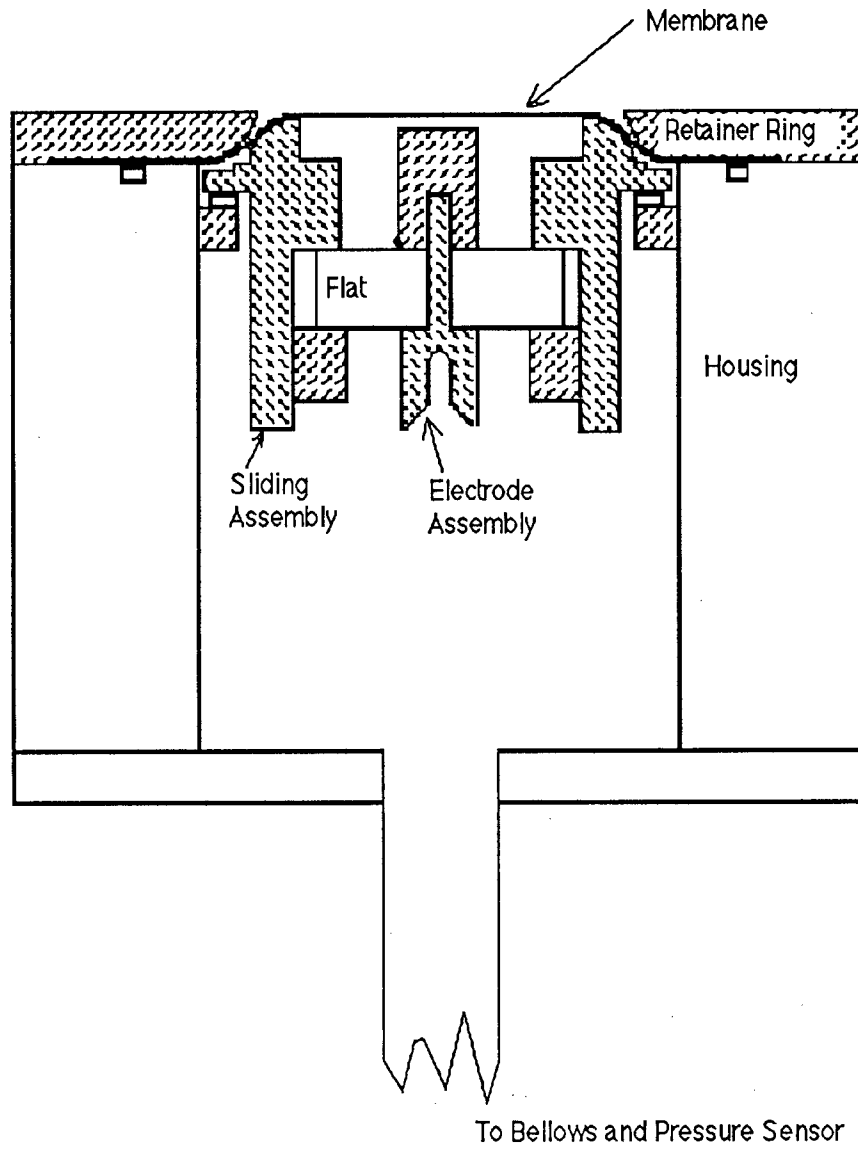 Membrane
Retainer Ring
Flat
Housing
Sliding
Assembly
Electrode
Assembly
To Bellows and Pressure Sensor